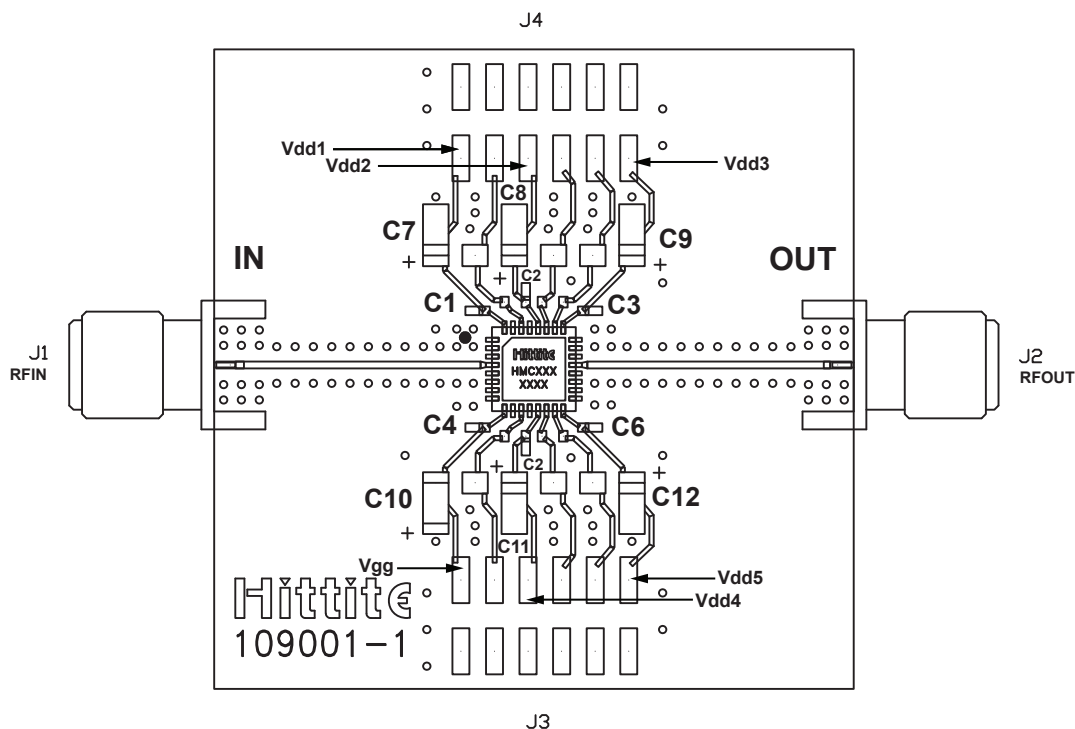 J4
Vdd1
Vdd2
Vdd3
C8
C7
C9
IN
OUT
+
+
+
C2
C1
C3
J1
RFIN
Hittite
HMCXXX
XXXX
J2
RFOUT
C4
C6
C2
+
+
C10
C12
+
C11
Vgg
Vdd5
Vdd4
Hittite
109001-1
J3